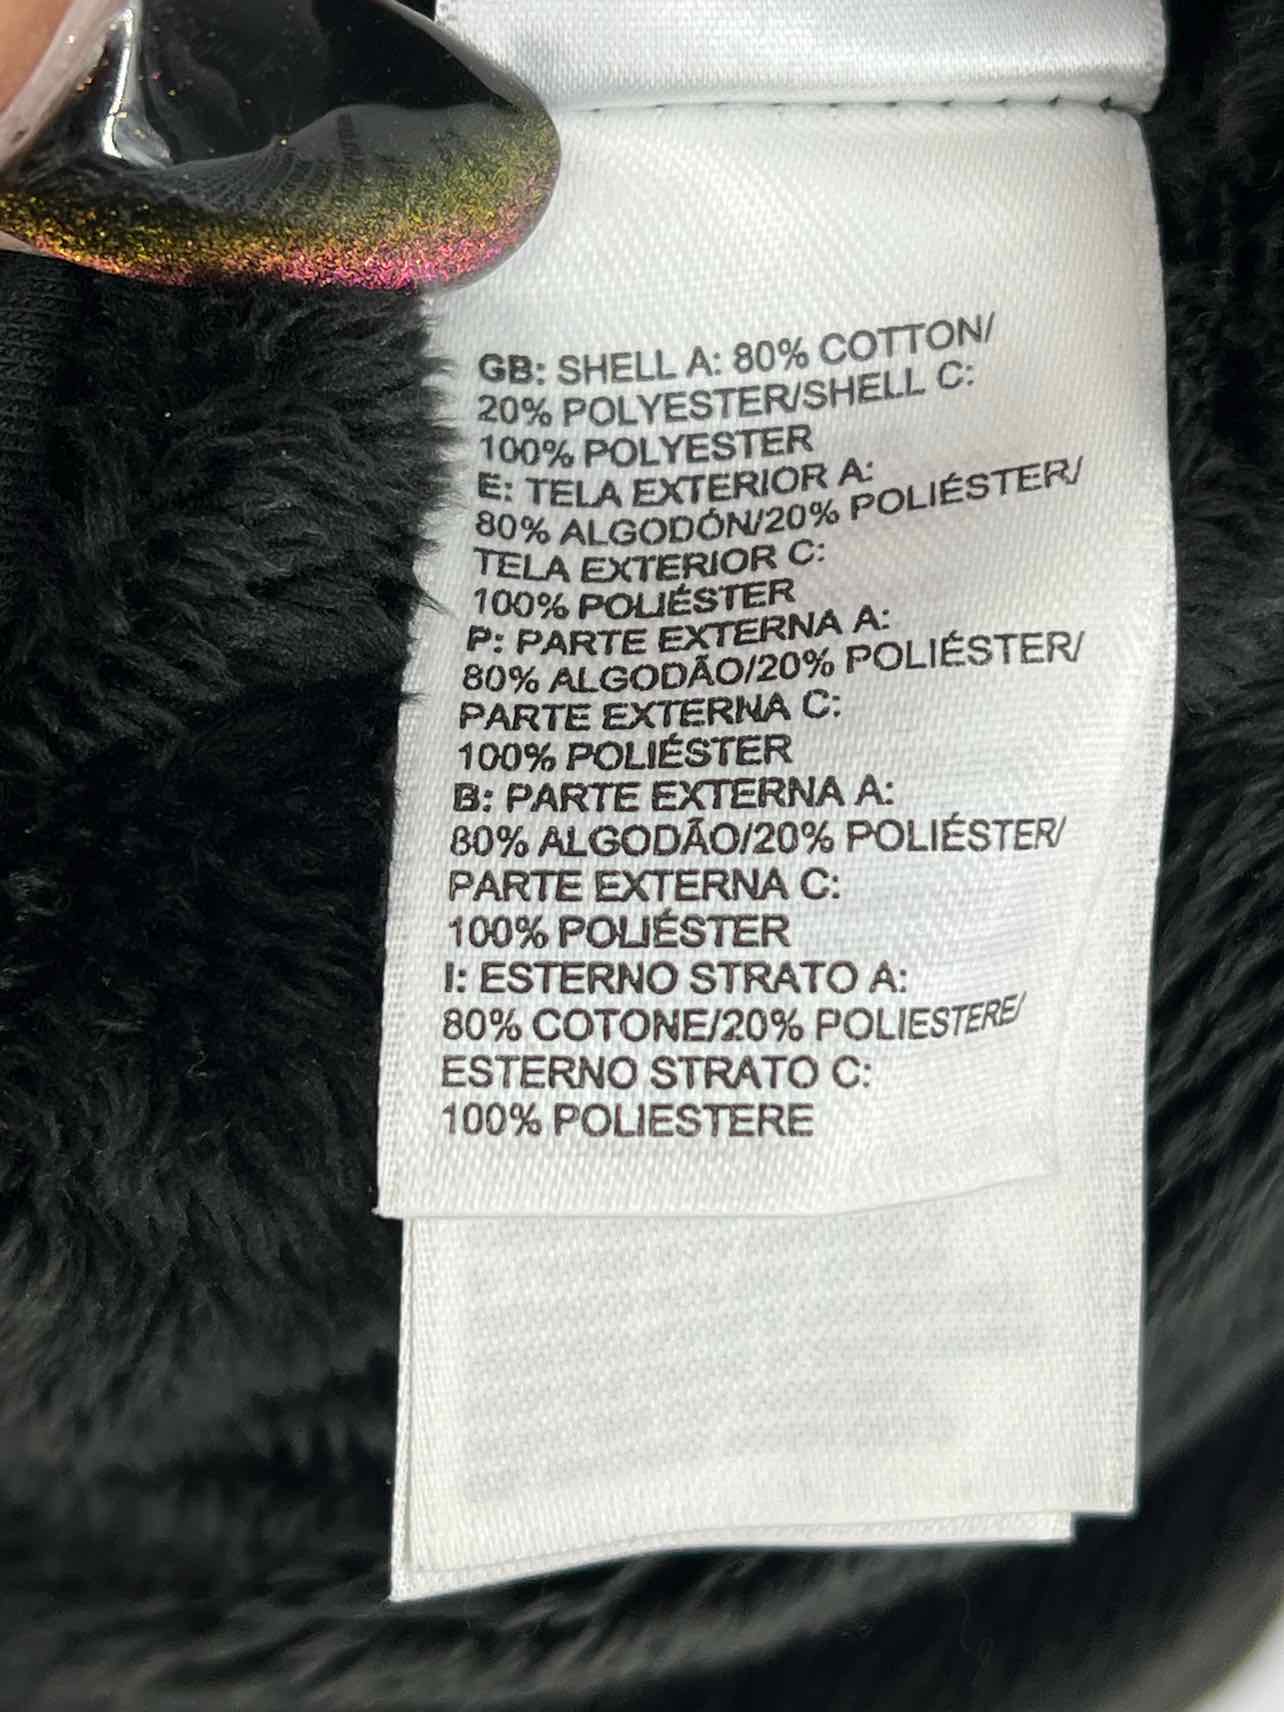 GB: SHELL A: 80% COTTON/
20% POLYESTER/SHELL C:
100% POLYESTER
E: TELA EXTERIOR A:
80% ALGODÓN/20% POLIÉSTER/
TELA EXTERIOR C:
100% POLIÉSTER
P: PARTE EXTERNA A:
80% ALGODÃO/20% POLIÉSTER/
PARTE EXTERNA C:
100% POLIÉSTER
B: PARTE EXTERNA A:
80% ALGODÃO/20% POLIÉSTER/
PARTE EXTERNA C:
100% POLIÉSTER
I: ESTERNO STRATO A:
80% COTONE/20% POLIESTERE/
ESTERNO STRATO C:
100% POLIESTERE